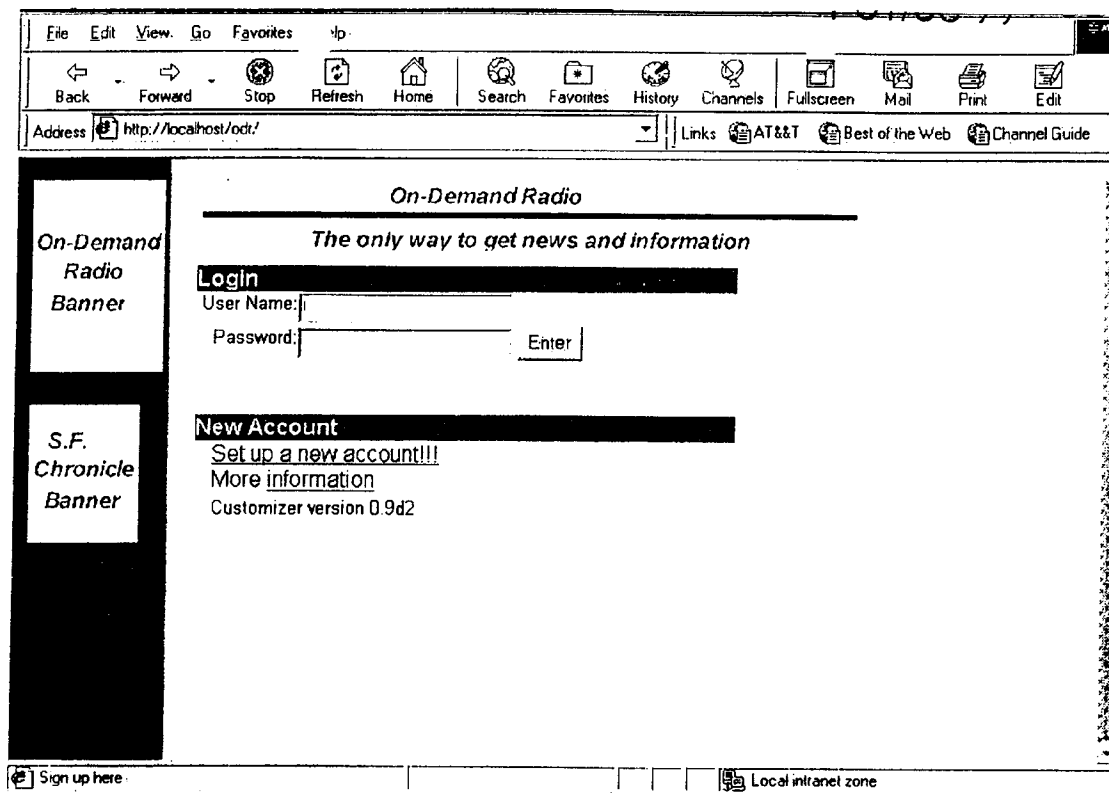 File Edit View. Go Favorites
Back Forward Stop Refresh Home Search Favorites History Channels Fullscreen Mail Print Edit
Address http://localhost/odr/ Links AT&T Best of the Web Channel Guide
On-Demand Radio
The only way to get news and information
On-Demand
Radio
Banner
Login
User Name:
Password:
Enter
New Account
Set up a new account!!!
More information
Customizer version 0.9d2
S.F.
Chronicle
Banner
Sign up here
Local intranet zone